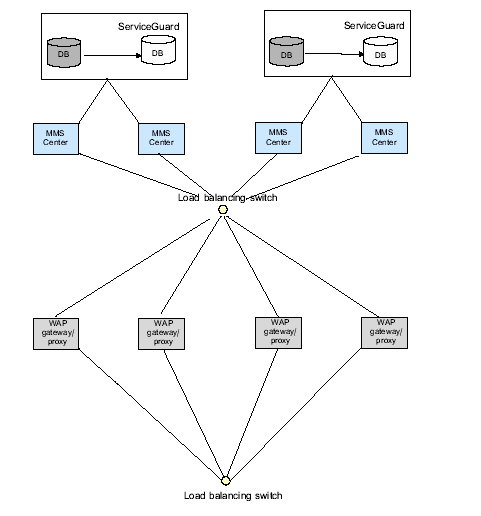 ServiceGuard
DB
DB
ServiceGuard
DB
DB
MMS
Center
MMS
Center
MMS
Center
MMS
Center
Load balancing switch
WAP
gateway/
proxy
WAP
gateway/
proxy
WAP
gateway/
proxy
WAP
gateway/
proxy
Load balancing switch